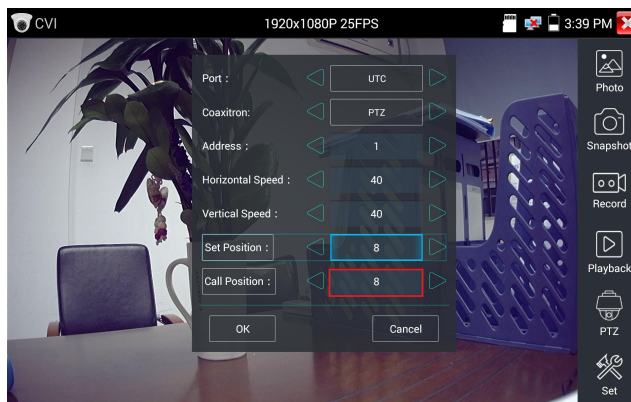 CVI 1920x1080P 25FPS 3:39 PM
Port : UTC
Coaxitron: PTZ
Address : 1
Horizontal Speed : 40
Vertical Speed : 40
Set Position : 8
Call Position : 8
OK Cancel
Photo
Snapshot
Record
Playback
PTZ
Set